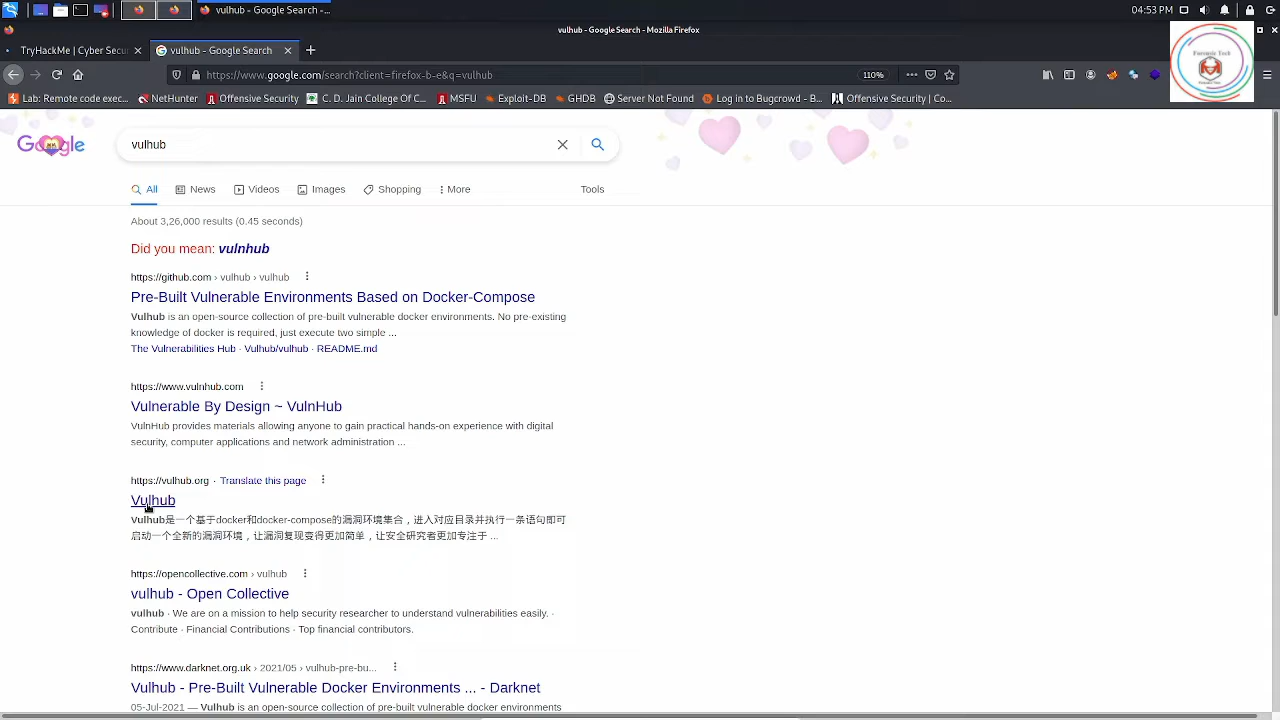 vulhub - Google Search -...
04:53 PM
vulhub - Google Search - Mozilla Firefox
TryHackMe | Cyber Secu
vulhub - Google Search
https://www.google.com/search?client=firefox-b-e&q=vulhub
110%
Lab: Remote code exec...
NetHunter
Offensive Security
Mountain College Of C...
MSFU
GHDB
Server Not Found
Log in to Bugcrowd - B...
Offensive Security | Co...
Forensic Tech
Google
vulhub
All
News
Videos
Images
Shopping
More
Tools
About 3,26,000 results (0.45 seconds)
Did you mean: vulnhub
https://github.com › vulhub › vulhub
Pre-Built Vulnerable Environments Based on Docker-Compose
Vulhub is an open-source collection of pre-built vulnerable docker environments. No pre-existing
knowledge of docker is required, just execute two simple ...
The Vulnerabilities Hub · Vulhub/vulhub · README.md
https://www.vulnhub.com
Vulnerable By Design ~ VulnHub
VulnHub provides materials allowing anyone to gain practical hands-on experience with digital
security, computer applications and network administration ...
https://vulhub.org · Translate this page
Vulhub
Vulhub是一个基于docker和docker-compose的漏洞环境集合，进入对应目录并执行一条语句即可
启动一个全新的漏洞环境，让漏洞复现变得更加简单，让安全研究者更加专注于 ...
https://opencollective.com › vulhub
vulhub - Open Collective
vulhub · We are on a mission to help security researcher to understand vulnerabilities easily. ·
Contribute · Financial Contributions · Top financial contributors.
https://www.darknet.org.uk › 2021/05 › vulhub-pre-bu...
Vulhub - Pre-Built Vulnerable Docker Environments ... - Darknet
05-Jul-2021 — Vulhub is an open-source collection of pre-built vulnerable docker environments